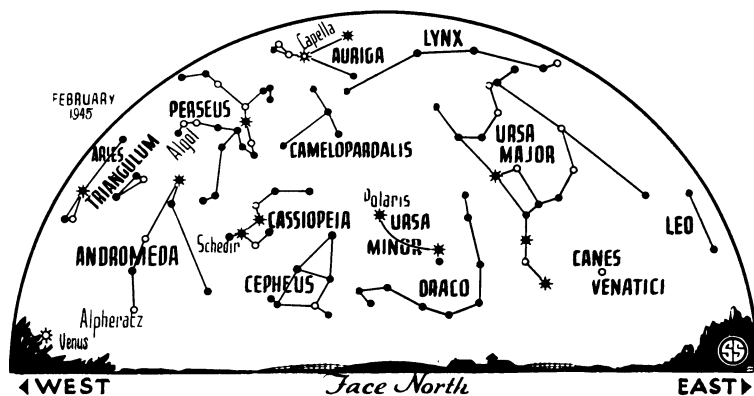 Capella
AURIGA
LYNX
FEBRUARY
1945
PERSEUS
Algol
CAMELOPARDALIS
URSA
MAJOR
ARIES
TRIANGULUM
Polaris
CASSIOPEIA
URSA
MINOR
Schedir
LEO
ANDROMEDA
CEPHEUS
DRACO
CANES
VENATICI
Alpheratz
Venus
SS
WEST
Face North
EAST